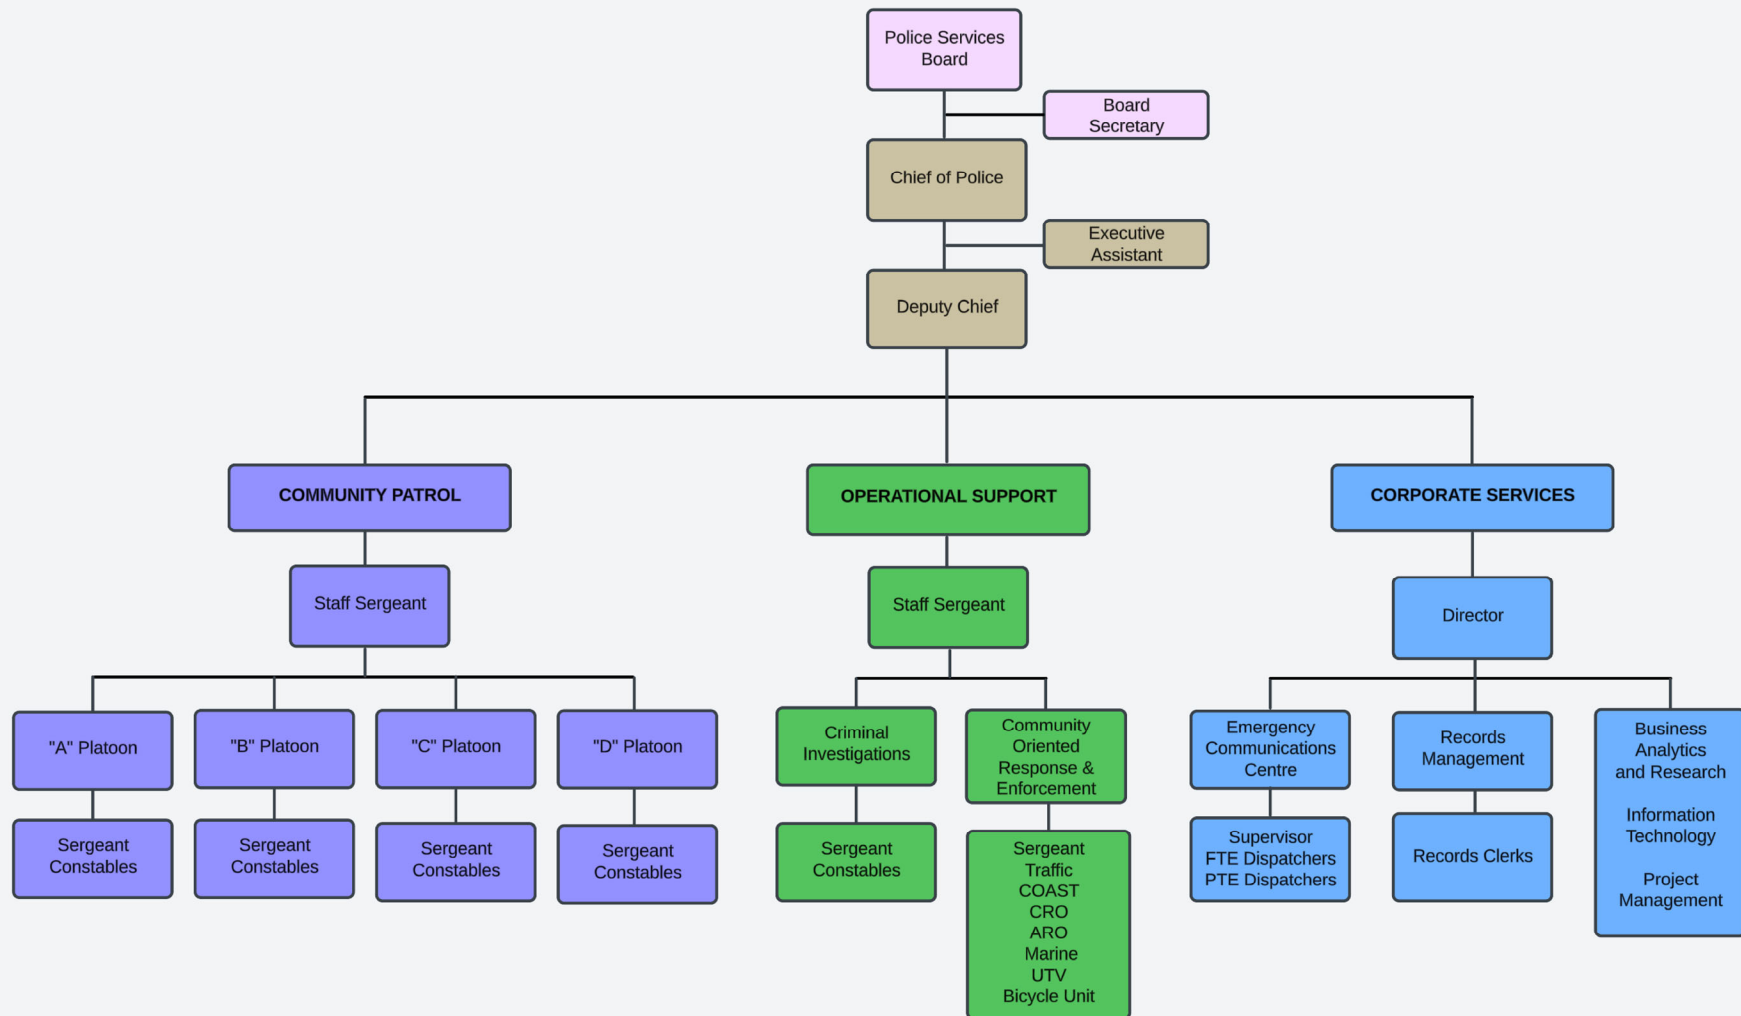 Police Services
Board
Board
Secretary
Chief of Police
Executive
Assistant
Deputy Chief
COMMUNITY PATROL
OPERATIONAL SUPPORT
CORPORATE SERVICES
Staff Sergeant
Staff Sergeant
Director
"A" Platoon
"B" Platoon
"C" Platoon
"D" Platoon
Criminal
Investigations
Community
Oriented
Response &
Enforcement
Emergency
Communications
Centre
Records
Management
Business
Analytics
and Research
Information
Technology
Project
Management
Sergeant
Constables
Sergeant
Constables
Sergeant
Constables
Sergeant
Constables
Sergeant
Constables
Sergeant
Traffic
COAST
CRO
ARO
Marine
UTV
Bicycle Unit
Supervisor
FTE Dispatchers
PTE Dispatchers
Records Clerks